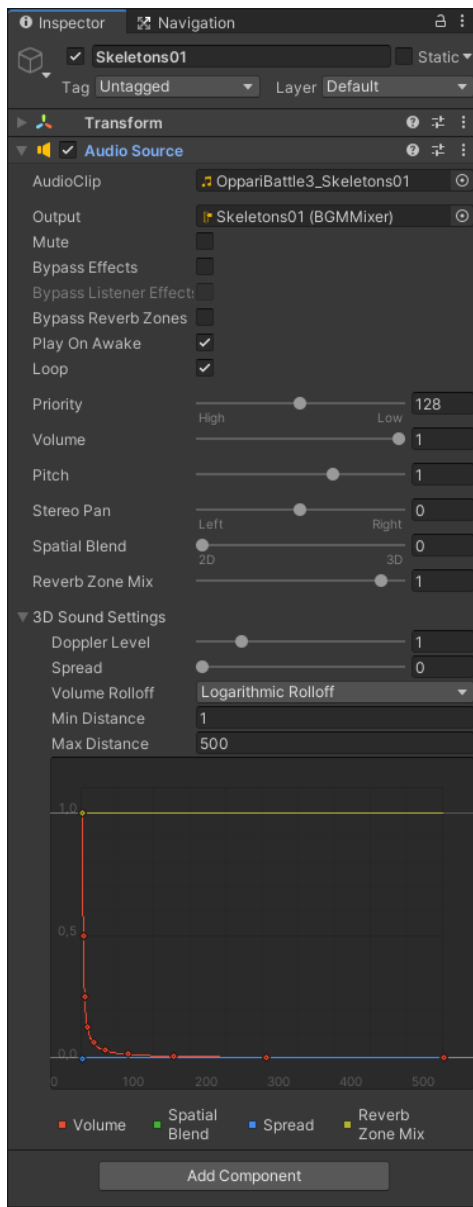 Inspector Navigation
Skeletons01 Static
Tag Untagged Layer Default
Transform
Audio Source
AudioClip OppariBattle3_Skeletons01
Output Skeletons01 (BGMMixer)
Mute
Bypass Effects
Bypass Listener Effect
Bypass Reverb Zones
Play On Awake
Loop
Priority 128
High Low
Volume 1
Pitch 1
Stereo Pan 0
Left Right
Spatial Blend 0
2D 3D
Reverb Zone Mix 1
3D Sound Settings
Doppler Level 1
Spread 0
Volume Rolloff Logarithmic Rolloff
Min Distance 1
Max Distance 500
1,0
0,5
0,0
0 100 200 300 400 500
Volume Spatial Blend Spread Reverb Zone Mix
Add Component